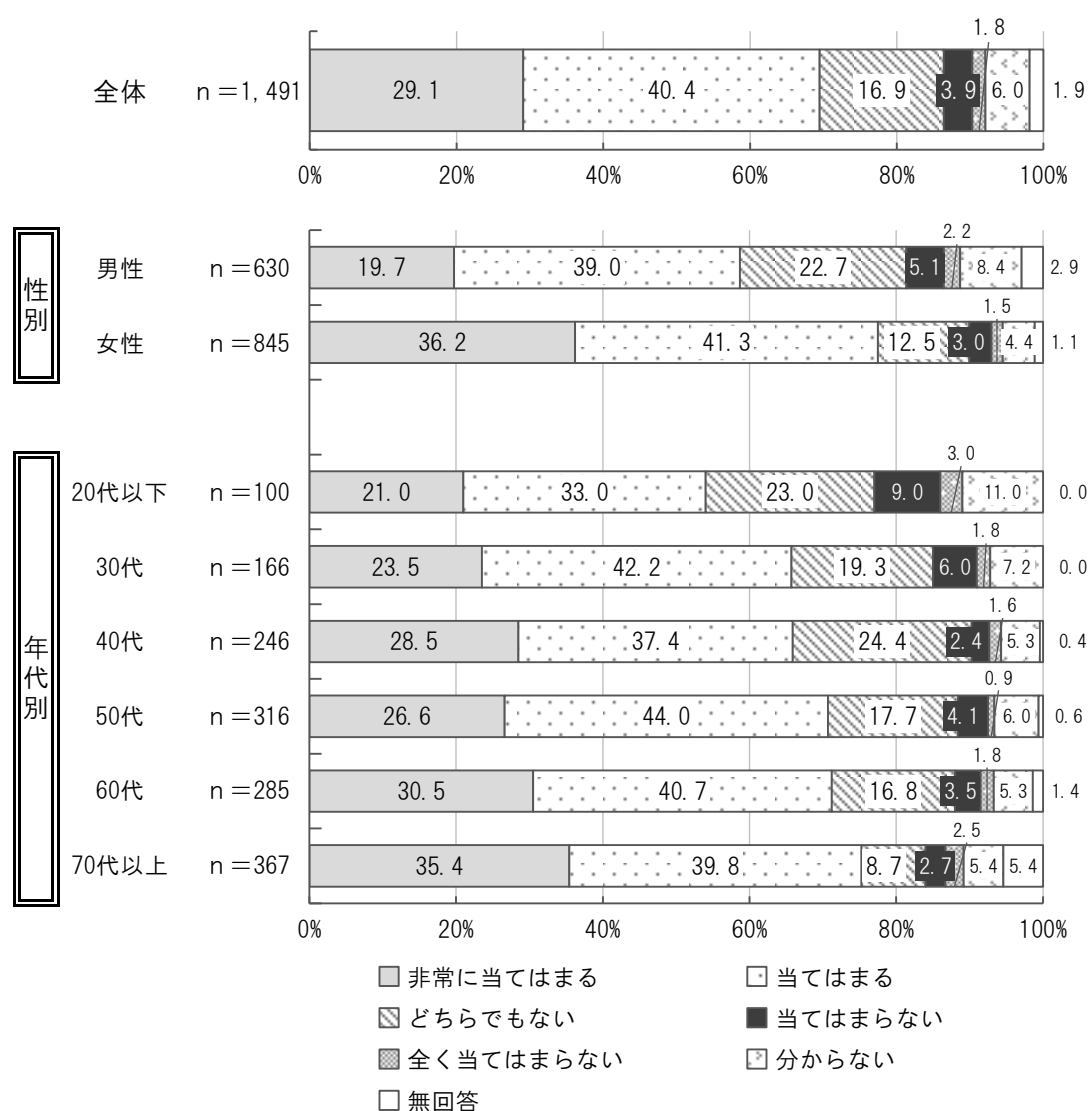 1.8
全体 n=1,491 29.1 40.4 16.9 3.9 6.0 1.9
0% 20% 40% 60% 80% 100%
性別
2.2
男性 n=630 19.7 39.0 22.7 5.1 8.4 2.9
1.5
女性 n=845 36.2 41.3 12.5 3.0 4.4 1.1
年代別
3.0
20代以下 n=100 21.0 33.0 23.0 9.0 11.0 0.0
1.8
30代 n=166 23.5 42.2 19.3 6.0 7.2 0.0
1.6
40代 n=246 28.5 37.4 24.4 2.4 5.3 0.4
0.9
50代 n=316 26.6 44.0 17.7 4.1 6.0 0.6
1.8
60代 n=285 30.5 40.7 16.8 3.5 5.3 1.4
2.5
70代以上 n=367 35.4 39.8 8.7 2.7 5.4 5.4
0% 20% 40% 60% 80% 100%
非常に当てはまる 当てはまる
どちらでもない 当てはまらない
全く当てはまらない 分からない
無回答